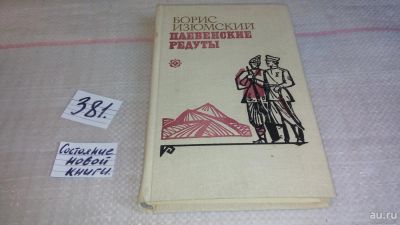 БОРИС ИЗЮМСКИЙ
ПЛЕВЕНСКИЕ
РЕДУТЫ
381.
Состояние
новой
книги.
au.ru